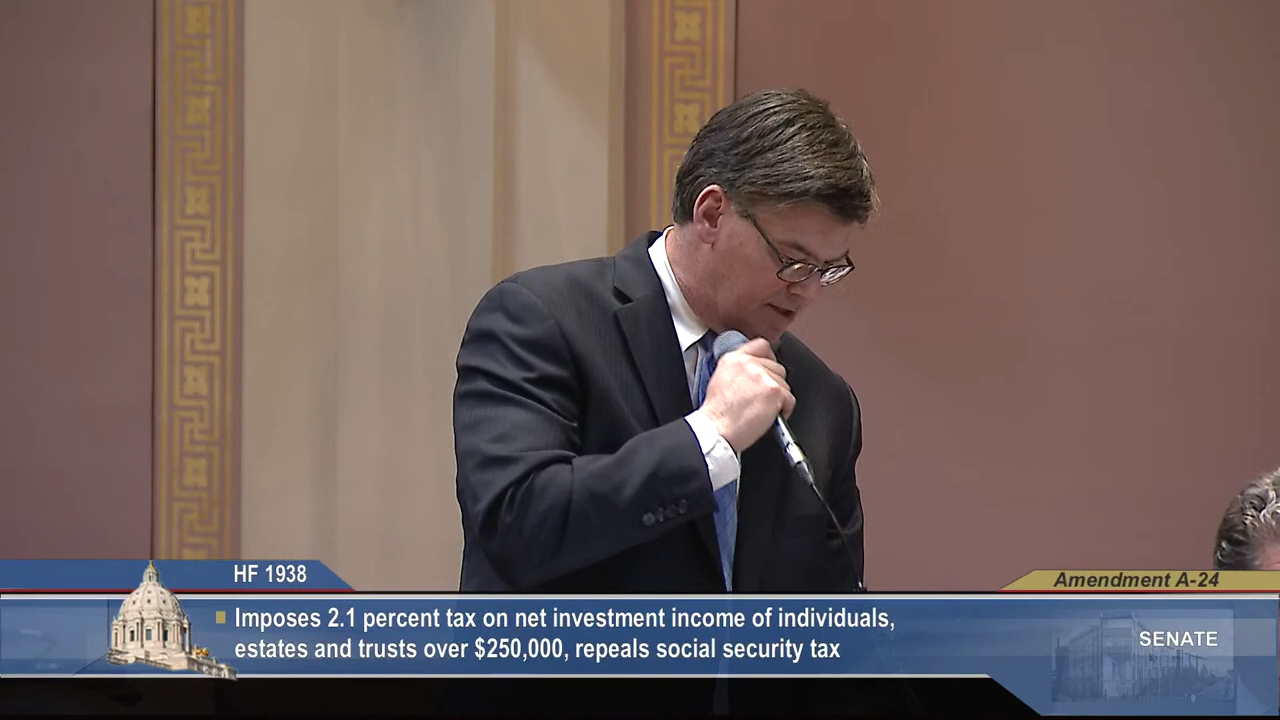 HF 1938
Amendment A-24
Imposes 2.1 percent tax on net investment income of individuals,
estates and trusts over $250,000, repeals social security tax
SENATE